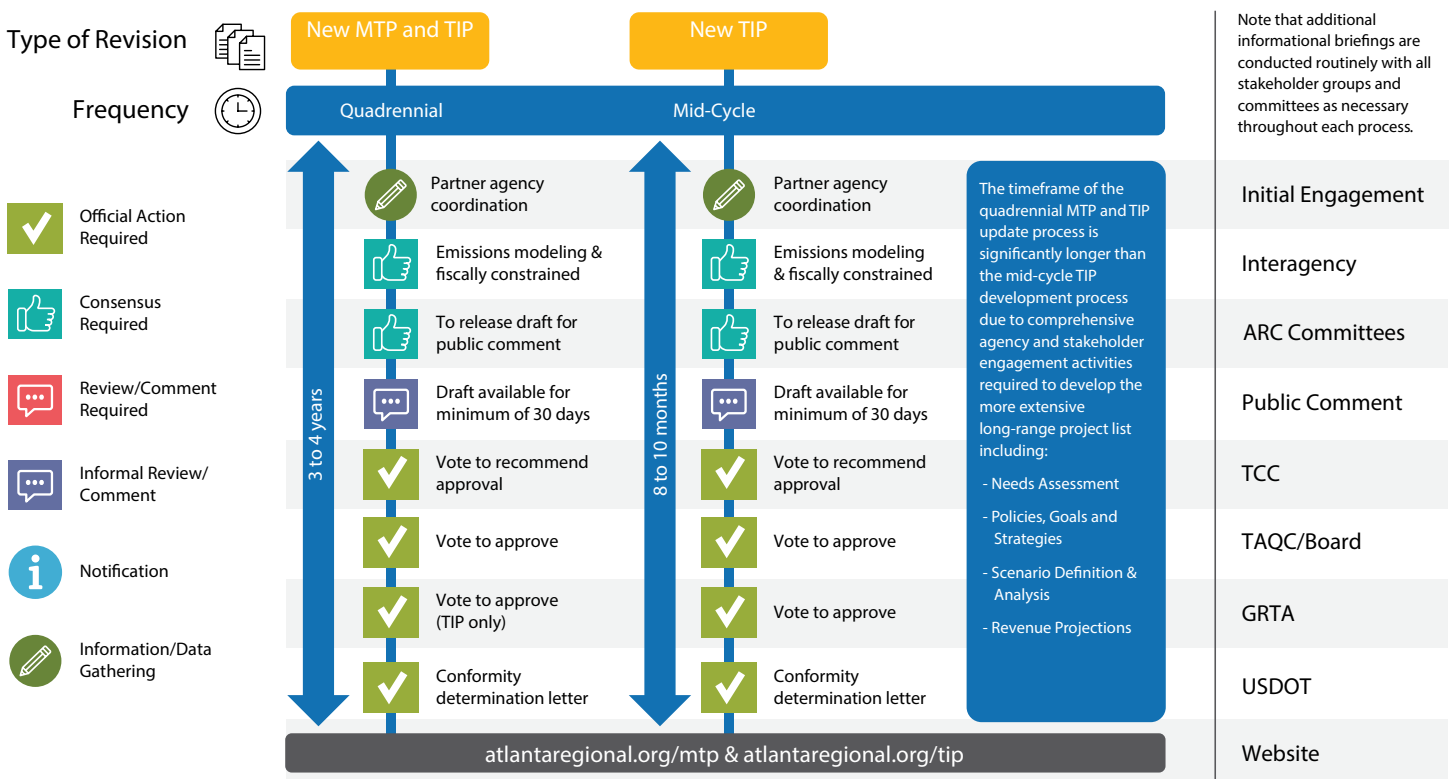 Type of Revision
New MTP and TIP
New TIP
Note that additional
informational briefings are
conducted routinely with all
stakeholder groups and
committees as necessary
throughout each process.
Frequency
Quadrennial
Mid-Cycle
Official Action
Required
Consensus
Required
Review/Comment
Required
Informal Review/
Comment
Notification
Information/Data
Gathering
3 to 4 years
Partner agency
coordination
Emissions modeling &
fiscally constrained
To release draft for
public comment
Draft available for
minimum of 30 days
Vote to recommend
approval
Vote to approve
Vote to approve
(TIP only)
Conformity
determination letter
8 to 10 months
Partner agency
coordination
Emissions modeling
& fiscally constrained
To release draft for
public comment
Draft available for
minimum of 30 days
Vote to recommend
approval
Vote to approve
Vote to approve
Conformity
determination letter
The timeframe of the
quadrennial MTP and TIP
update process is
significantly longer than
the mid-cycle TIP
development process
due to comprehensive
agency and stakeholder
engagement activities
required to develop the
more extensive
long-range project list
including:
- Needs Assessment
- Policies, Goals and
Strategies
- Scenario Definition &
Analysis
- Revenue Projections
Initial Engagement
Interagency
ARC Committees
Public Comment
TCC
TAQC/Board
GRTA
USDOT
Website
atlantaregional.org/mtp & atlantaregional.org/tip